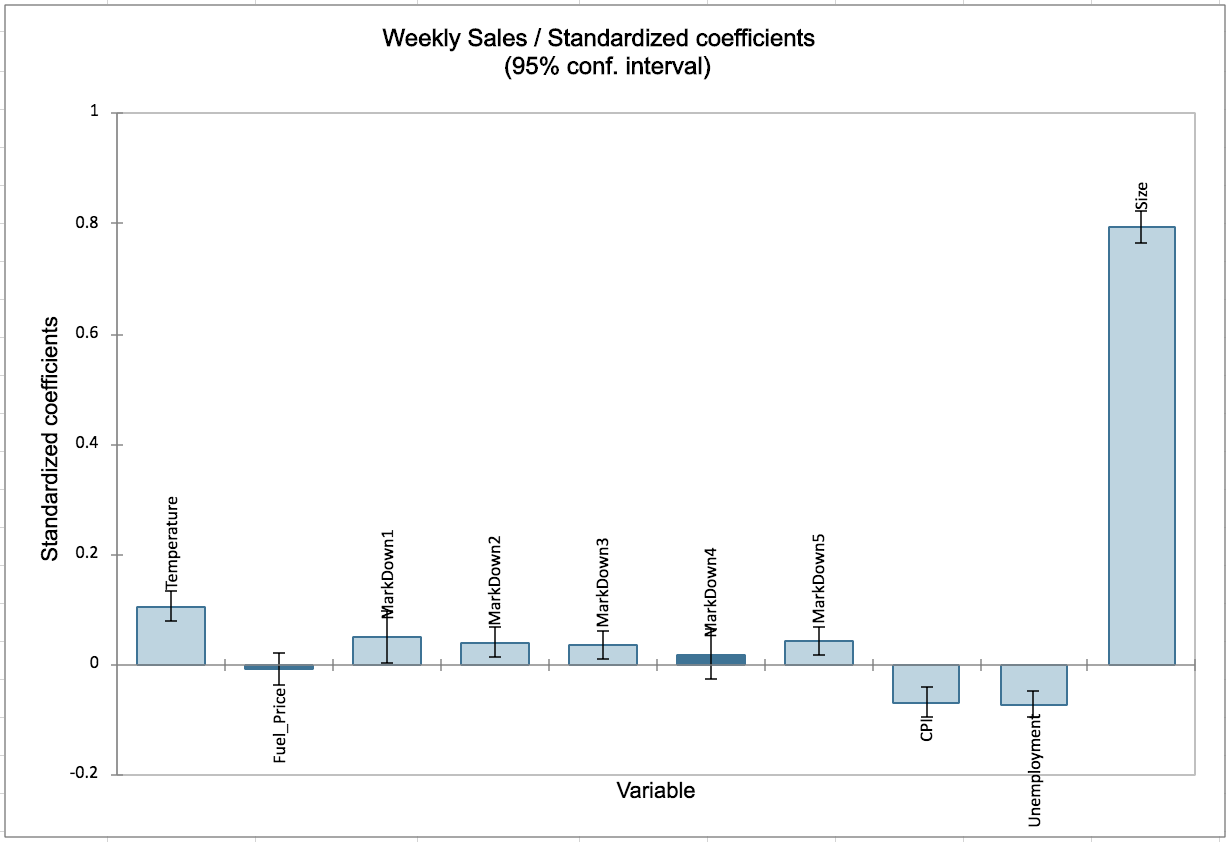 Weekly Sales / Standardized coefficients
(95% conf. interval)
1
0.8
0.6
0.4
0.2
0
-0.2
Standardized coefficients
Temperature
Fuel_Price
MarkDown1
MarkDown2
MarkDown3
MarkDown4
MarkDown5
CPI
Unemployment
Size
Variable